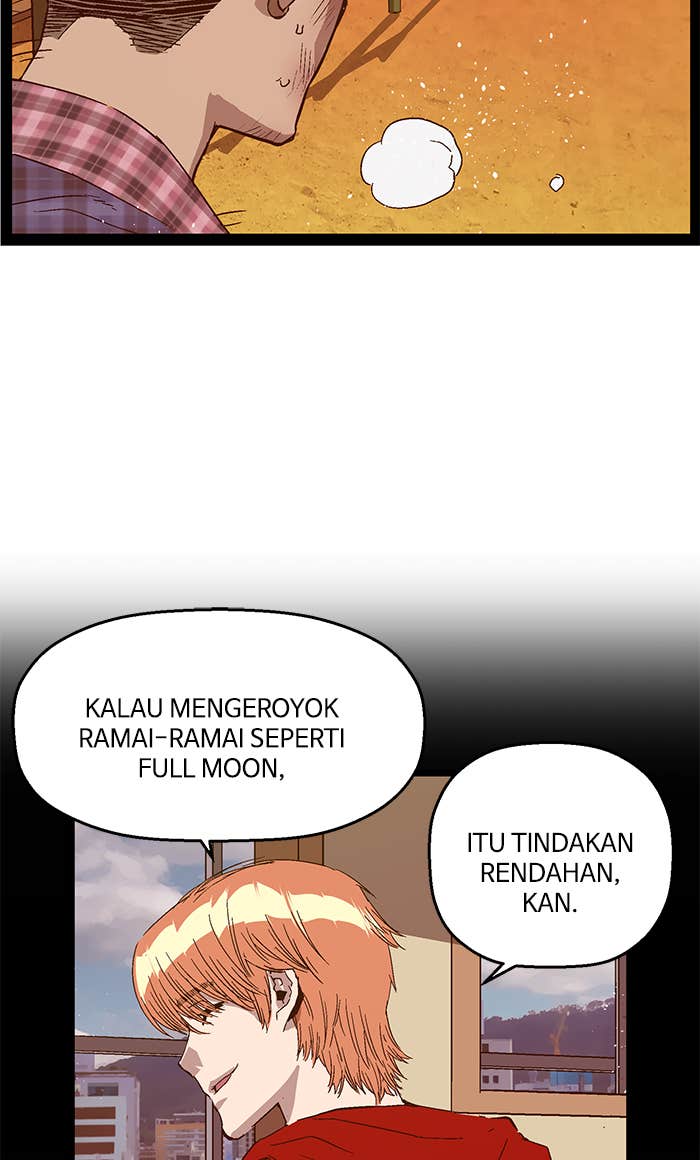 KALAU MENGEROYOK
RAMAI-RAMAI SEPERTI
FULL MOON,
ITU TINDAKAN
RENDAHAN,
KAN.